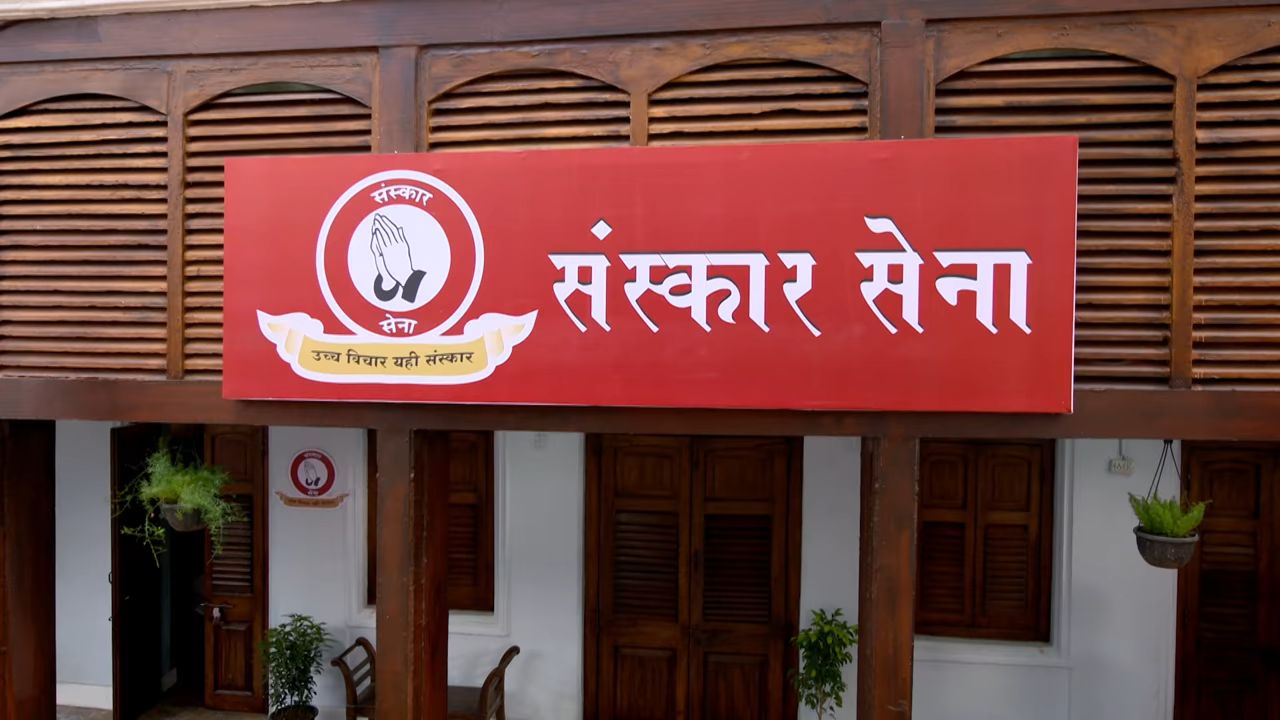 संस्कार
सेना
उच्च विचार यही संस्कार
संस्कार सेना